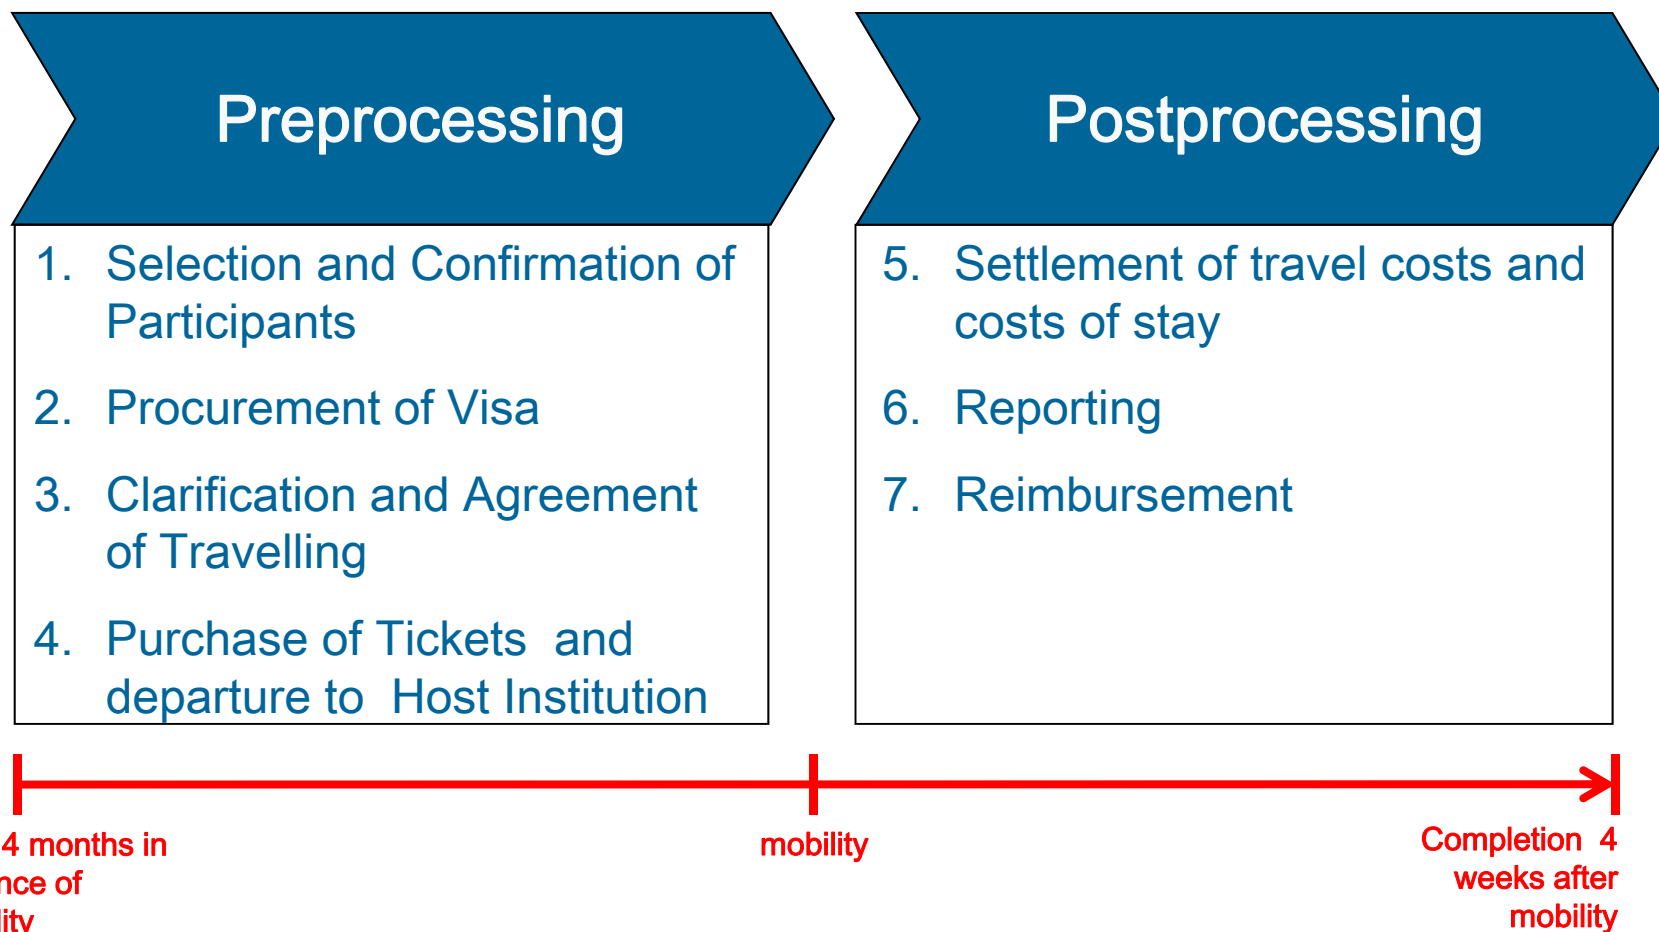 Preprocessing
1. Selection and Confirmation of
Participants
2. Procurement of Visa
3. Clarification and Agreement
of Travelling
4. Purchase of Tickets and
departure to Host Institution
Postprocessing
5. Settlement of travel costs and
costs of stay
6. Reporting
7. Reimbursement
4 months in
of
mobility
Completion 4
weeks after
mobility